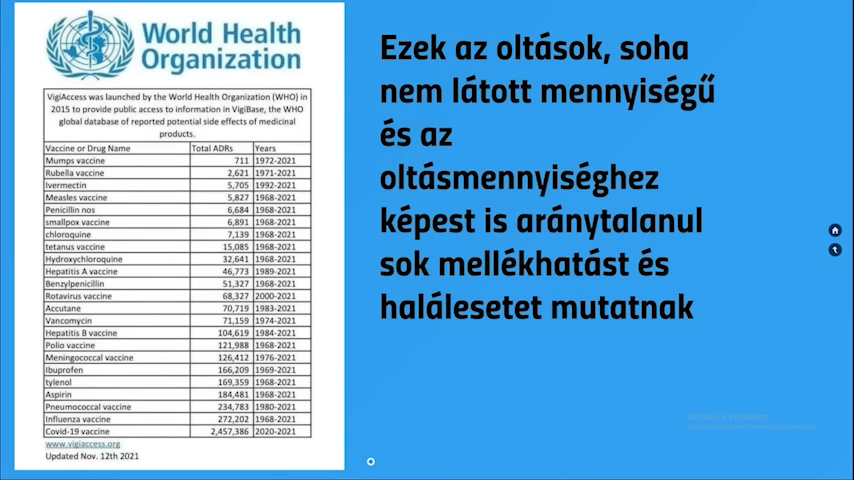 World Health
Organization
VigiAccess was launched by the World Health Organization (WHO) in
2015 to provide public access to information in VigiBase, the WHO
global database of reported potential side effects of medicinal
products.
Vaccine or Drug Name Total ADRs Years
Mumps vaccine 711 1972-2021
Rubella vaccine 2,621 1971-2021
Ivermectin 5,705 1992-2021
Measles vaccine 5,827 1968-2021
Penicillin nos 6,684 1968-2021
smallpox vaccine 6,891 1968-2021
chloroquine 7,139 1968-2021
tetanus vaccine 15,085 1968-2021
Hydroxychloroquine 32,641 1968-2021
Hepatitis A vaccine 46,773 1989-2021
Benzylpenicillin 51,327 1968-2021
Rotavirus vaccine 68,327 2000-2021
Accutane 70,719 1983-2021
Vancomycin 71,159 1974-2021
Hepatitis B vaccine 104,619 1984-2021
Polio vaccine 121,988 1968-2021
Meningococcal vaccine 126,412 1976-2021
Ibuprofen 166,209 1969-2021
tylenol 169,359 1968-2021
Aspirin 184,481 1968-2021
Pneumococcal vaccine 234,783 1980-2021
Influenza vaccine 272,202 1968-2021
Covid-19 vaccine 2,457,386 2020-2021
www.vigiaccess.org
Updated Nov. 12th 2021
Ezek az oltások, soha
nem látott mennyiségű
és az
oltásmennyiséghez
képest is aránytalanul
sok mellékhatást és
halálesetet mutatnak